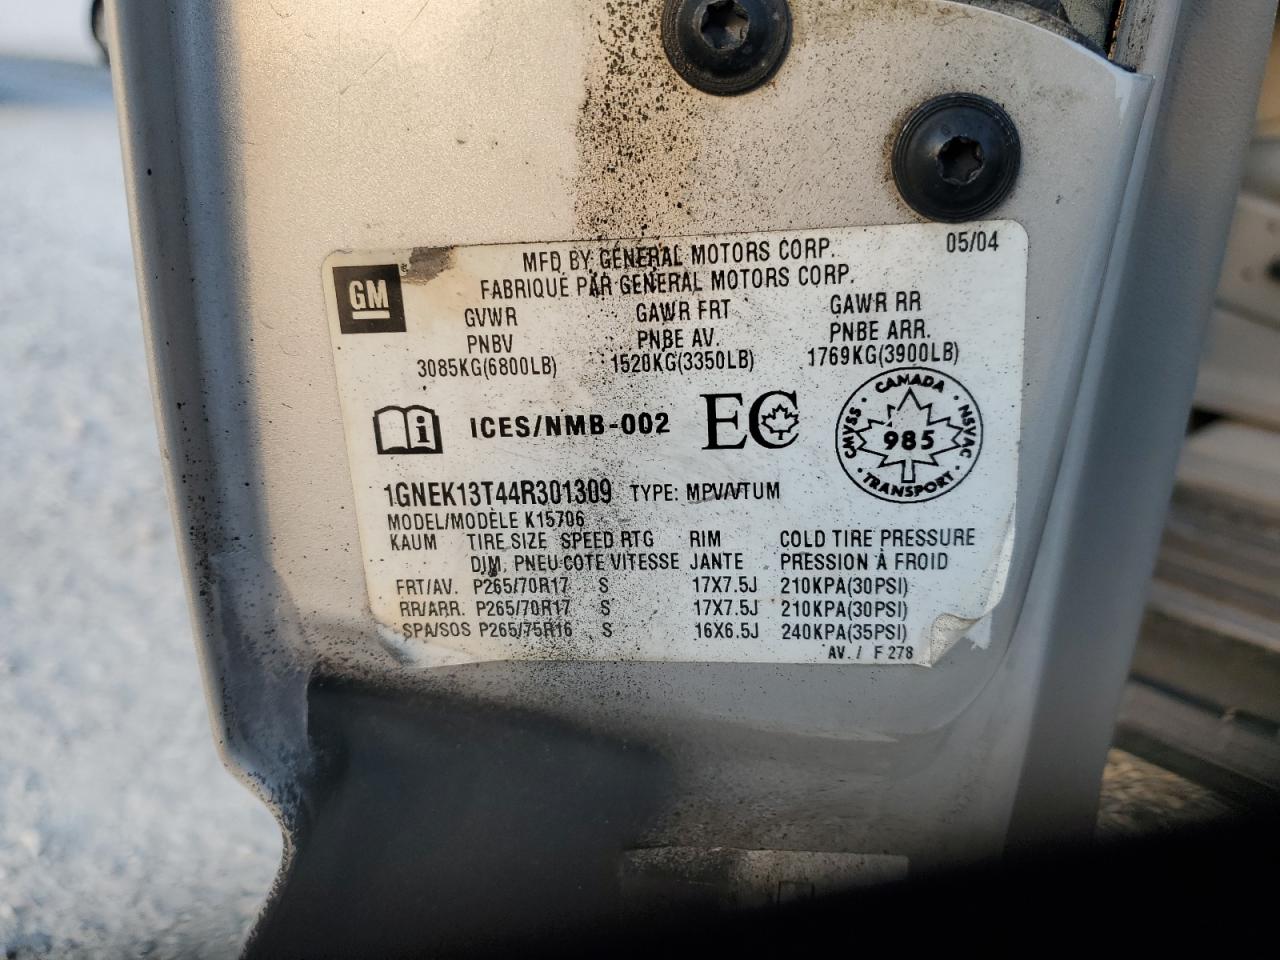 MFD BY GENERAL MOTORS CORP. 05/04
FABRIQUÉ PAR GENERAL MOTORS CORP.
GM
GVWR GAWR FRT GAWR RR
PNBV PNBE AV. PNBE ARR.
3085KG(6800LB) 1520KG(3350LB) 1769KG(3900LB)
ICES/NMB-002 EC
CANADA
CMVSS 985 NSVAC
TRANSPORT
1GNEK13T44R301309 TYPE: MPV/VTUM
MODEL/MODÈLE K15706
KAUM TIRE SIZE SPEED RTG RIM COLD TIRE PRESSURE
DIM. PNEU COTE VITESSE JANTE PRESSION À FROID
FRT/AV. P265/70R17 S 17X7.5J 210KPA(30PSI)
RR/ARR. P265/70R17 S 17X7.5J 210KPA(30PSI)
SPA/SOS P265/75R16 S 16X6.5J 240KPA(35PSI)
AV. / F 278